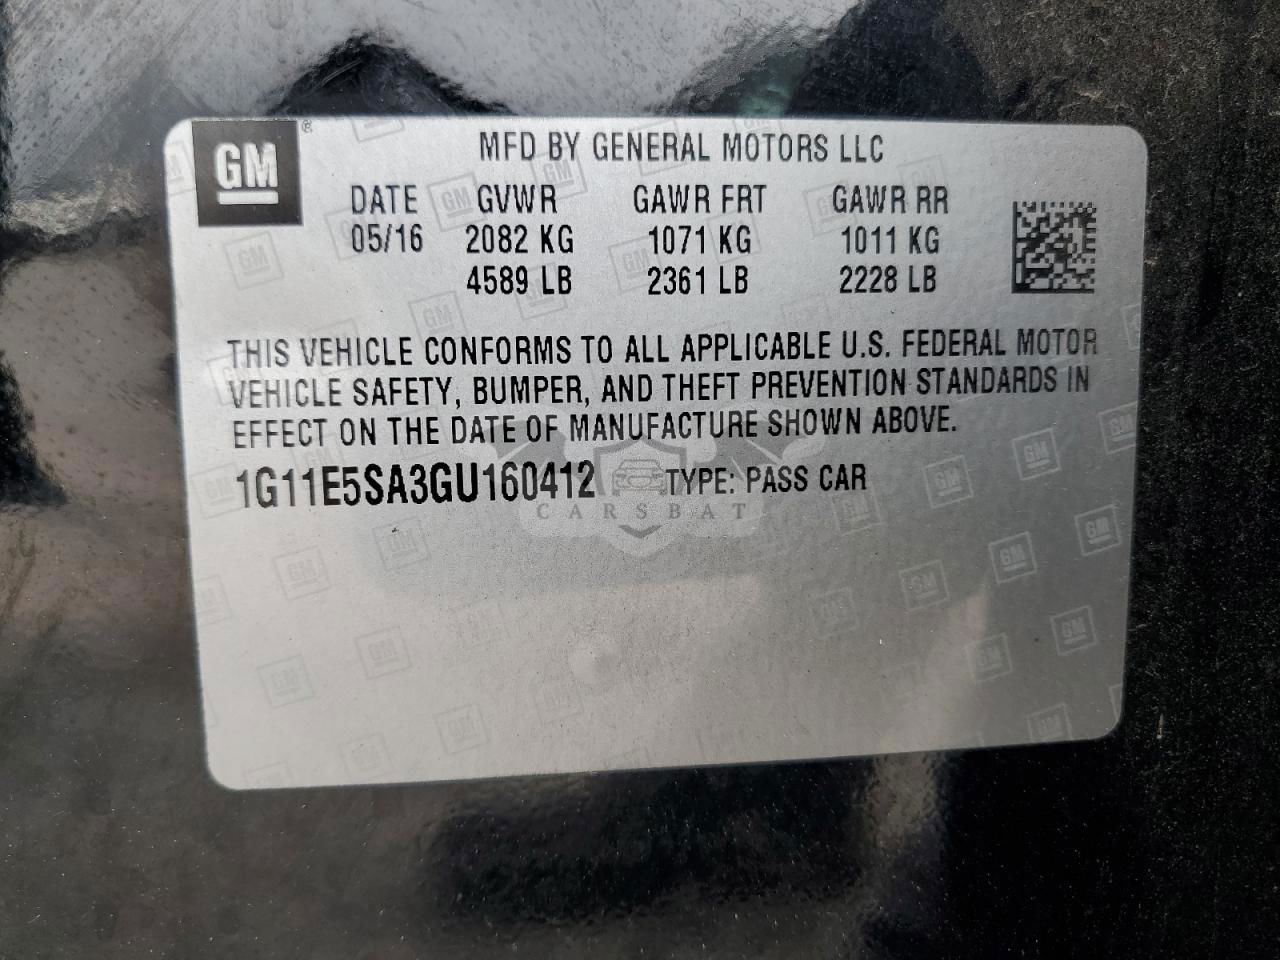 GM
MFD BY GENERAL MOTORS LLC
DATE GVWR GAWR FRT GAWR RR
05/16 2082 KG 1071 KG 1011 KG
4589 LB 2361 LB 2228 LB
THIS VEHICLE CONFORMS TO ALL APPLICABLE U.S. FEDERAL MOTOR
VEHICLE SAFETY, BUMPER, AND THEFT PREVENTION STANDARDS IN
EFFECT ON THE DATE OF MANUFACTURE SHOWN ABOVE.
1G11E5SA3GU160412 TYPE: PASS CAR
CARSBAT